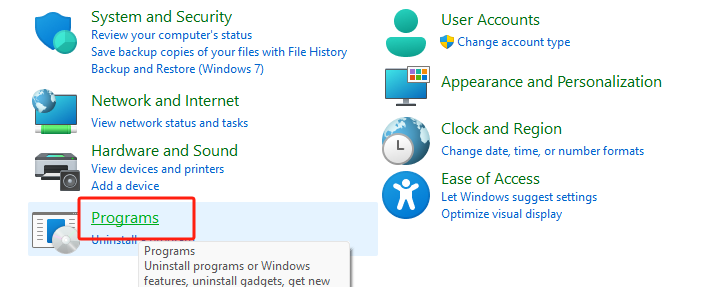 System and Security
Review your computer's status
Save backup copies of your files with File History
Backup and Restore (Windows 7)
Network and Internet
View network status and tasks
Hardware and Sound
View devices and printers
Add a device
Programs
Uninstall a
Programs
Uninstall programs or Windows
features, uninstall gadgets, get new
User Accounts
Change account type
Appearance and Personalization
Clock and Region
Change date, time, or number formats
Ease of Access
Let Windows suggest settings
Optimize visual display